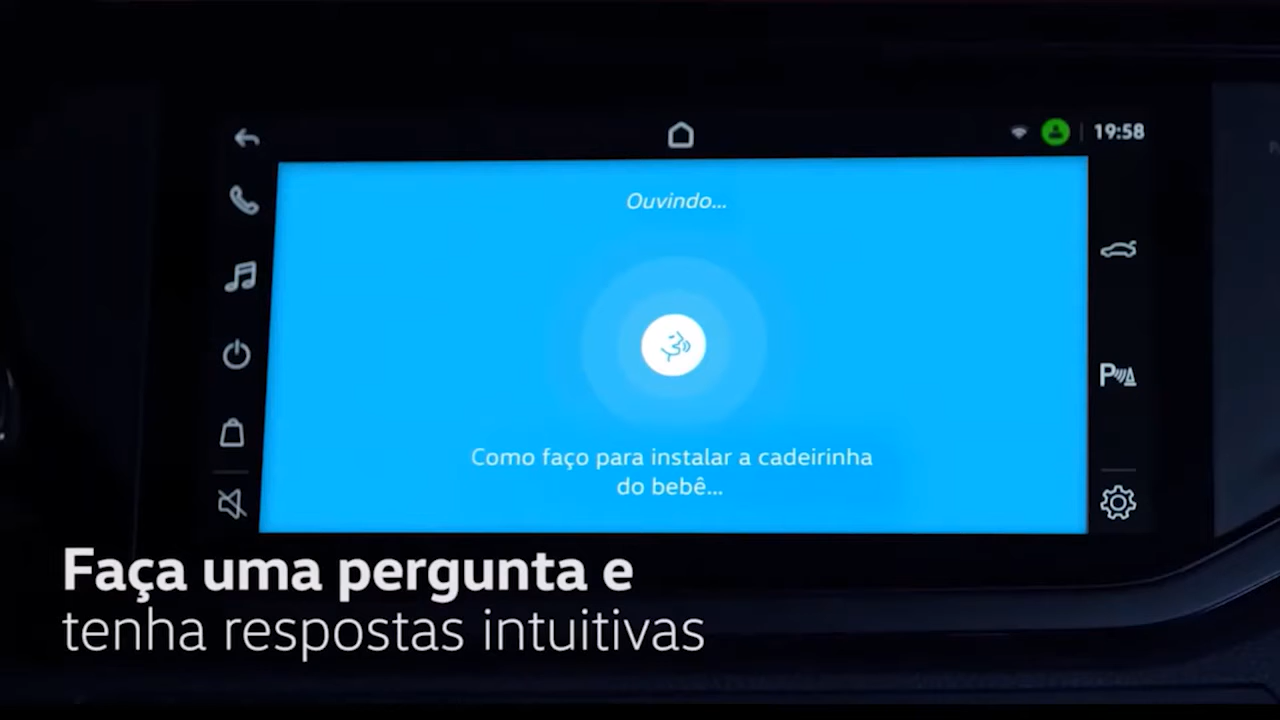 19:58
Ouvindo...
Como faço para instalar a cadeirinha
do bebê...
P
Faça uma pergunta e
tenha respostas intuitivas